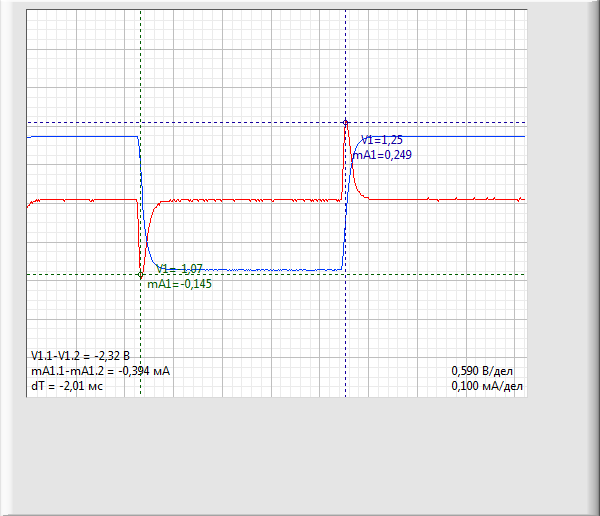 V1=1,25
mA1=0,249
V1=-1,07
mA1=-0,145
V1.1-V1.2 = -2,32 В
mA1.1-mA1.2 = -0,394 мА
dT = -2,01 мс
0,590 В/дел
0,100 мА/дел